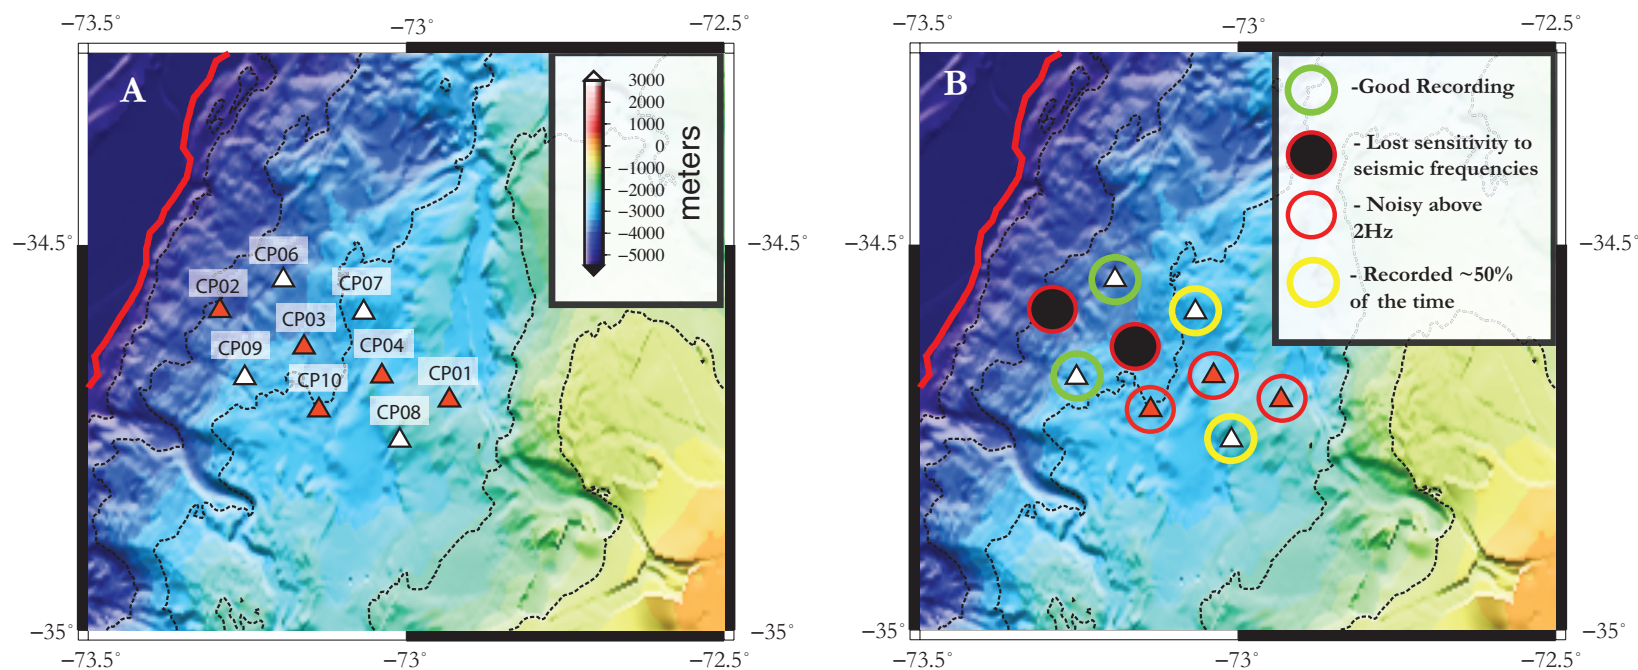 −73.5°
−73°
−72.5°
A
3000
2000
1000
0
−1000
−2000
−3000
−4000
−5000
meters
−34.5°
−34.5°
CP06
CP02
CP07
CP03
CP09
CP04
CP10
CP01
CP08
−35°
−35°
−73.5°
−73°
−72.5°
−73.5°
−73°
−72.5°
B
-Good Recording
- Lost sensitivity to
seismic frequencies
- Noisy above
2Hz
- Recorded ~50%
of the time
−34.5°
−35°
−35°
−73.5°
−73°
−72.5°